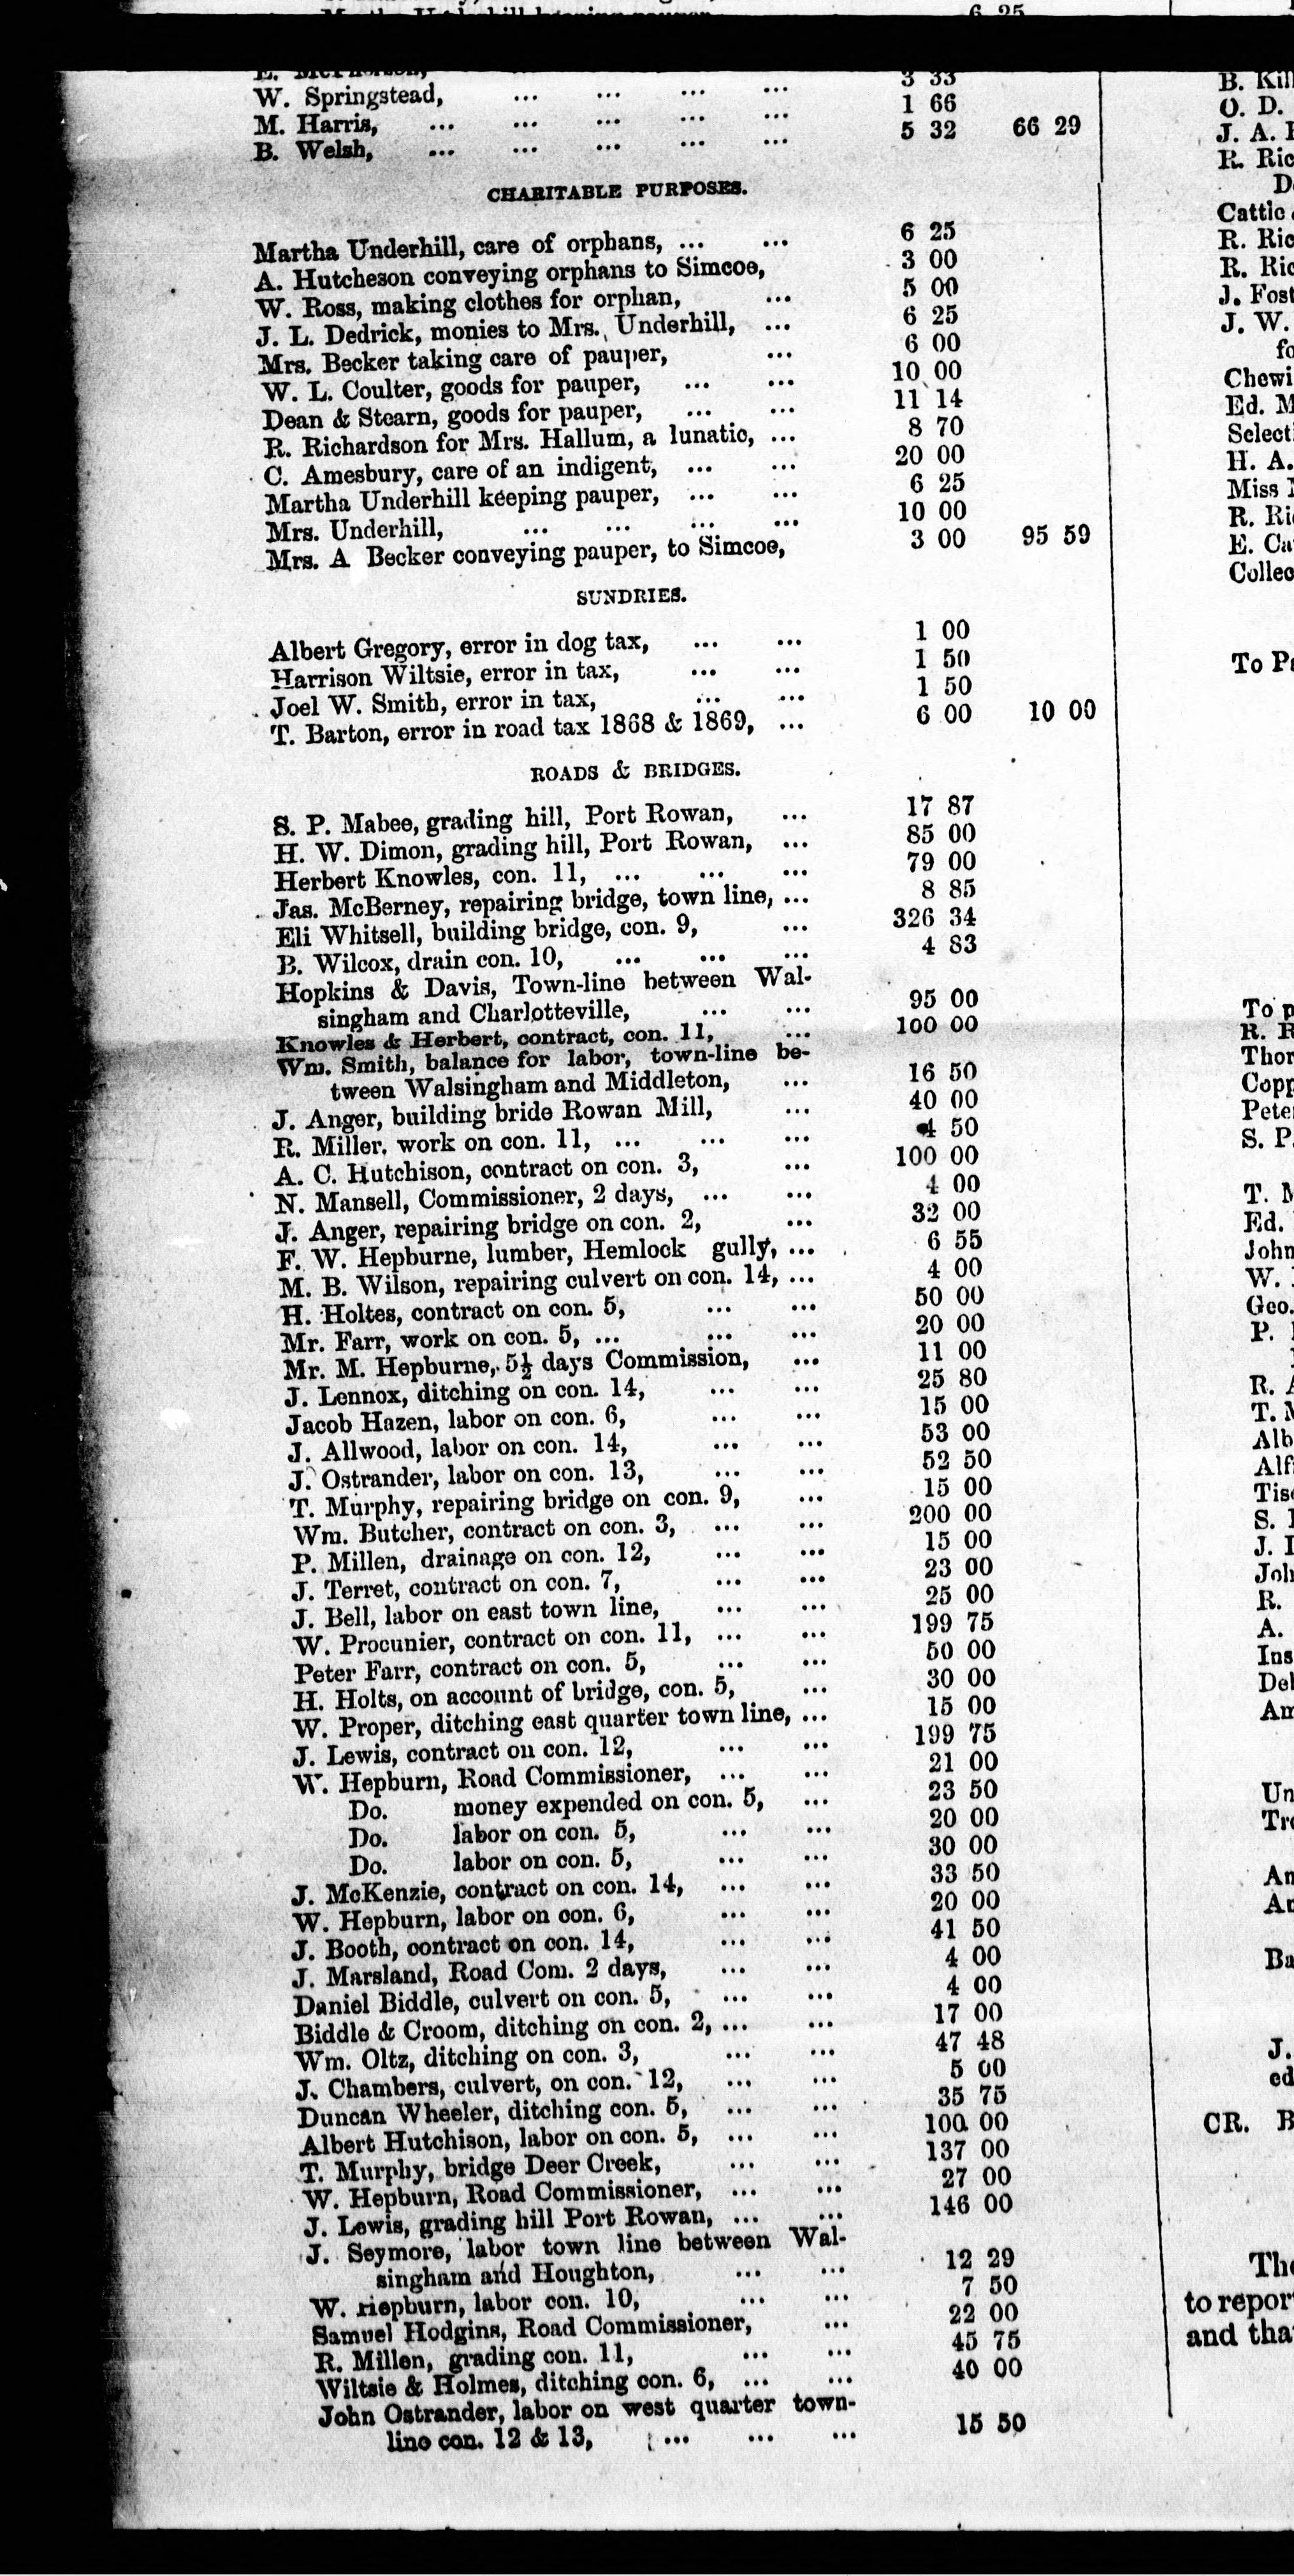 Martha Underhill keeping pauper, 6 25
W. Springstead, ... ... ... ... 3 33
M. Harris, ... ... ... ... ... 1 66
B. Welsh, ... ... ... ... ... 5 32 66 29
CHARITABLE PURPOSES.
Martha Underhill, care of orphans, ... ... 6 25
A. Hutcheson conveying orphans to Simcoe, 3 00
W. Ross, making clothes for orphan, ... 5 00
J. L. Dedrick, monies to Mrs. Underhill, ... 6 25
Mrs. Becker taking care of pauper, ... 6 00
W. L. Coulter, goods for pauper, ... ... 10 00
Dean & Stearn, goods for pauper, ... ... 11 14
R. Richardson for Mrs. Hallum, a lunatic, ... 8 70
C. Amesbury, care of an indigent, ... ... 20 00
Martha Underhill keeping pauper, ... ... 6 25
Mrs. Underhill, ... ... ... ... 10 00
Mrs. A Becker conveying pauper, to Simcoe, 3 00 95 59
SUNDRIES.
Albert Gregory, error in dog tax, ... ... 1 00
Harrison Wiltsie, error in tax, ... ... 1 50
Joel W. Smith, error in tax, ... ... 1 50
T. Barton, error in road tax 1868 & 1869, ... 6 00 10 00
ROADS & BRIDGES.
S. P. Mabee, grading hill, Port Rowan, ... 17 87
H. W. Dimon, grading hill, Port Rowan, ... 85 00
Herbert Knowles, con. 11, ... ... ... 79 00
Jas. McBerney, repairing bridge, town line, ... 8 85
Eli Whitsell, building bridge, con. 9, ... 326 34
B. Wilcox, drain con. 10, ... ... ... 4 83
Hopkins & Davis, Town-line between Wal-
singham and Charlotteville, ... ... 95 00
Knowles & Herbert, contract, con. 11, ... 100 00
Wm. Smith, balance for labor, town-line be-
tween Walsingham and Middleton, ... 16 50
J. Anger, building bride Rowan Mill, ... 40 00
R. Miller. work on con. 11, ... ... ... 4 50
A. C. Hutchison, contract on con. 3, ... 100 00
N. Mansell, Commissioner, 2 days, ... ... 4 00
J. Anger, repairing bridge on con. 2, ... 32 00
F. W. Hepburne, lumber, Hemlock gully, ... 6 55
M. B. Wilson, repairing culvert on con. 14, ... 4 00
H. Holtes, contract on con. 5, ... ... 50 00
Mr. Farr, work on con. 5, ... ... ... 20 00
Mr. M. Hepburne, 5½ days Commission, ... 11 00
J. Lennox, ditching on con. 14, ... ... 25 80
Jacob Hazen, labor on con. 6, ... ... 15 00
J. Allwood, labor on con. 14, ... ... 53 00
J. Ostrander, labor on con. 13, ... ... 52 50
T. Murphy, repairing bridge on con. 9, ... 15 00
Wm. Butcher, contract on con. 3, ... ... 200 00
P. Millen, drainage on con. 12, ... ... 15 00
J. Terret, contract on con. 7, ... ... 23 00
J. Bell, labor on east town line, ... ... 25 00
W. Procunier, contract on con. 11, ... ... 199 75
Peter Farr, contract on con. 5, ... ... 50 00
H. Holts, on account of bridge, con. 5, ... 30 00
W. Proper, ditching east quarter town line, ... 15 00
J. Lewis, contract on con. 12, ... ... 199 75
W. Hepburn, Road Commissioner, ... ... 21 00
Do. money expended on con. 5, ... 23 50
Do. labor on con. 5, ... ... 20 00
Do. labor on con. 5, ... ... 30 00
J. McKenzie, contract on con. 14, ... ... 33 50
W. Hepburn, labor on con. 6, ... ... 20 00
J. Booth, contract on con. 14, ... ... 41 50
J. Marsland, Road Com. 2 days, ... ... 4 00
Daniel Biddle, culvert on con. 5, ... ... 4 00
Biddle & Croom, ditching on con. 2, ... ... 17 00
Wm. Oltz, ditching on con. 3, ... ... 47 48
J. Chambers, culvert, on con. 12, ... ... 5 00
Duncan Wheeler, ditching con. 5, ... ... 35 75
Albert Hutchison, labor on con. 5, ... ... 100 00
T. Murphy, bridge Deer Creek, ... ... 137 00
W. Hepburn, Road Commissioner, ... ... 27 00
J. Lewis, grading hill Port Rowan, ... ... 146 00
J. Seymore, labor town line between Wal-
singham and Houghton, ... ... 12 29
W. Hepburn, labor con. 10, ... ... 7 50
Samuel Hodgins, Road Commissioner, ... 22 00
R. Millen, grading con. 11, ... ... 45 75
Wiltsie & Holmes, ditching con. 6, ... ... 40 00
John Ostrander, labor on west quarter town-
line con. 12 & 13, ... ... ... 15 50
B.
O. D.
J. A.
R.
Cattle
R.
R.
J.
J. W.
Ed.
H. A.
Miss
R.
E.
To
To
R.
S. P.
T.
Ed.
John
W.
Geo.
P.
R.
T.
S.
J.
R.
A.
J.
CR.
to
and